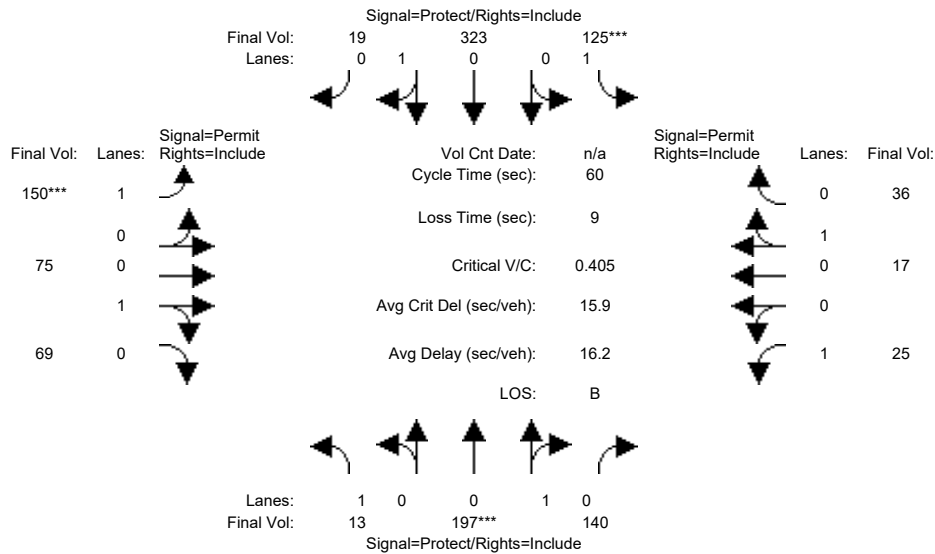 Signal=Protect/Rights=Include
Final Vol: 19 323 125***
Lanes: 0 1 0 0 1
Signal=Permit Signal=Permit
Final Vol: Lanes: Rights=Include Vol Cnt Date: n/a Rights=Include Lanes: Final Vol:
Cycle Time (sec): 60
150*** 1 0 36
Loss Time (sec): 9
0 1
75 0 Critical V/C: 0.405 0 17
1 Avg Crit Del (sec/veh): 15.9 0
69 0 Avg Delay (sec/veh): 16.2 1 25
LOS: B
Lanes: 1 0 0 1 0
Final Vol: 13 197*** 140
Signal=Protect/Rights=Include